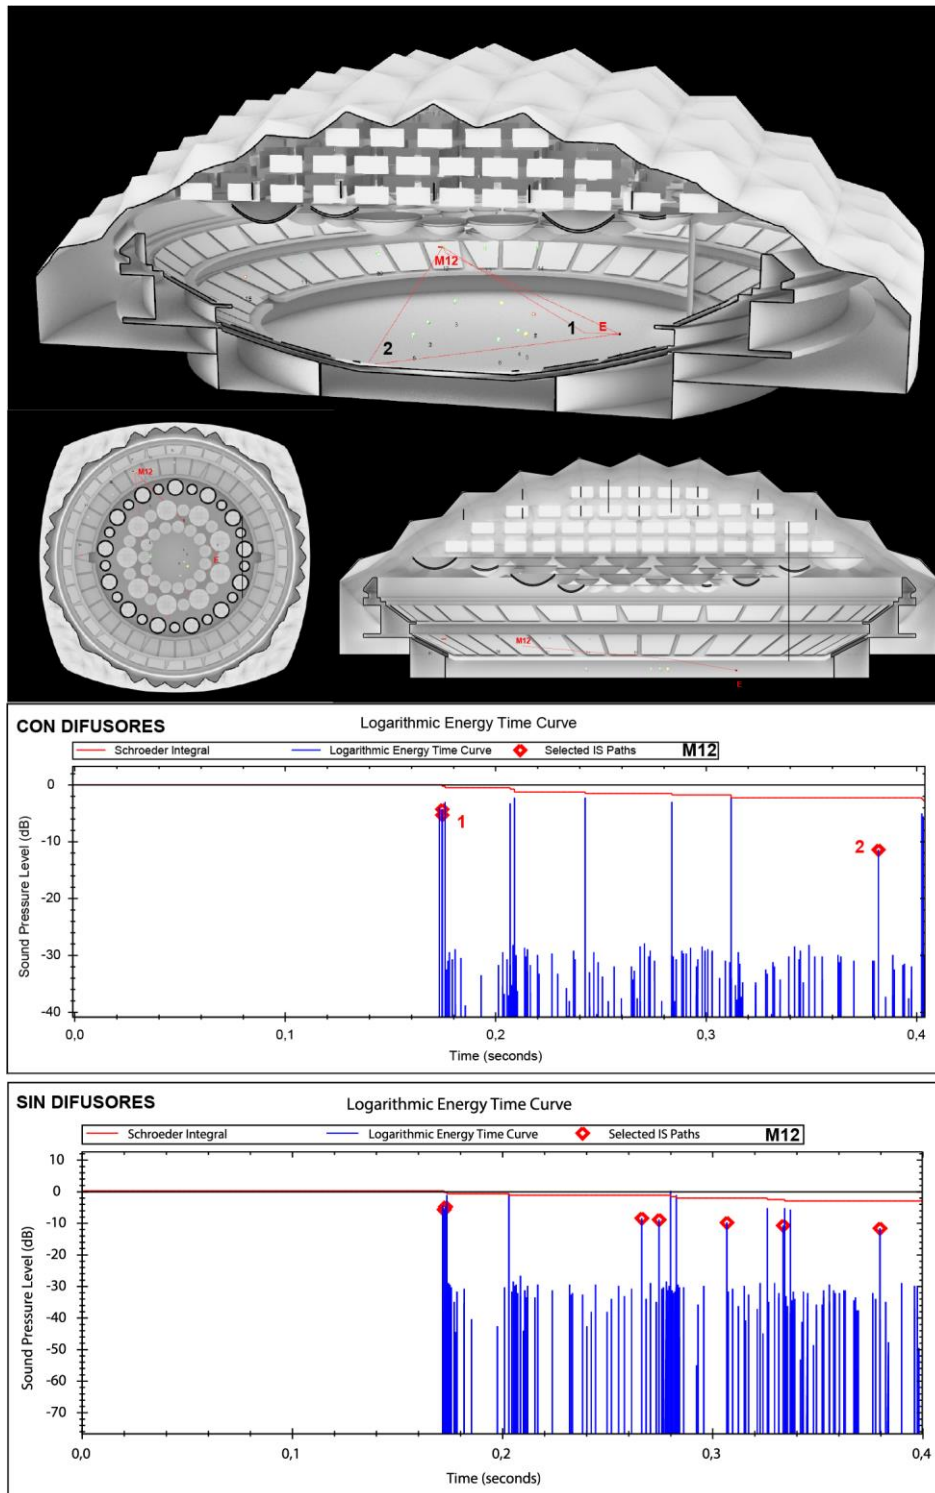 M12
1
E
2
M12
E
M12
E
CON DIFUSORES
Logarithmic Energy Time Curve
Schroeder Integral Logarithmic Energy Time Curve Selected IS Paths M12
Sound Pressure Level (dB)
0
-10
-20
-30
-40
1
2
0,0 0,1 0,2 0,3 0,4
Time (seconds)
SIN DIFUSORES
Logarithmic Energy Time Curve
Schroeder Integral Logarithmic Energy Time Curve Selected IS Paths M12
Sound Pressure Level (dB)
10
0
-10
-20
-30
-40
-50
-60
-70
0,0 0,1 0,2 0,3 0,4
Time (seconds)